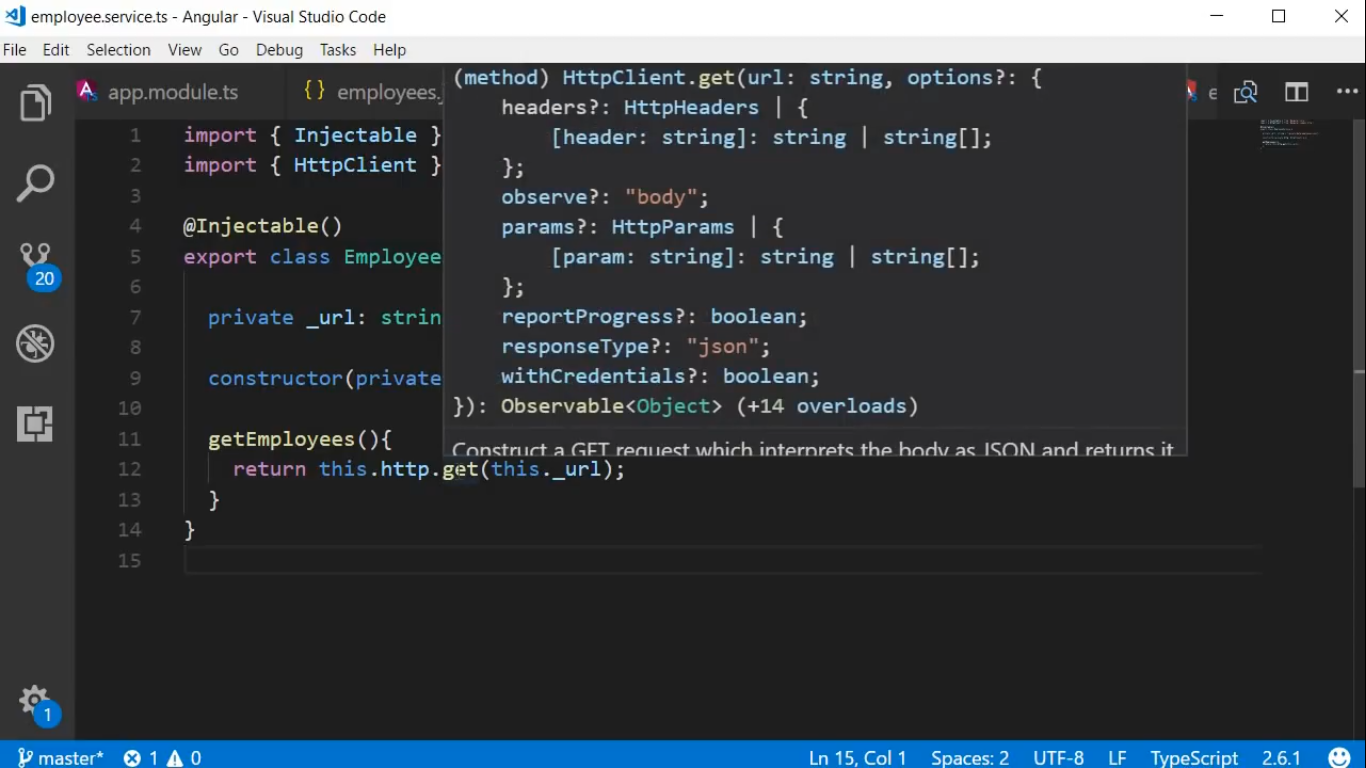 employee.service.ts - Angular - Visual Studio Code
File Edit Selection View Go Debug Tasks Help
app.module.ts {} employees. e ···
(method) HttpClient.get(url: string, options?: {
headers?: HttpHeaders | {
[header: string]: string | string[];
};
observe?: "body";
params?: HttpParams | {
[param: string]: string | string[];
};
reportProgress?: boolean;
responseType?: "json";
withCredentials?: boolean;
}): Observable<Object> (+14 overloads)
Construct a GET request which interprets the body as JSON and returns it
1 import { Injectable }
2 import { HttpClient }
3
4 @Injectable()
5 export class Employee
6
7 private _url: strin
8
9 constructor(private
10
11 getEmployees(){
12 return this.http.get(this._url);
13 }
14 }
15
20
1
master* 1 0 Ln 15, Col 1 Spaces: 2 UTF-8 LF TypeScript 2.6.1